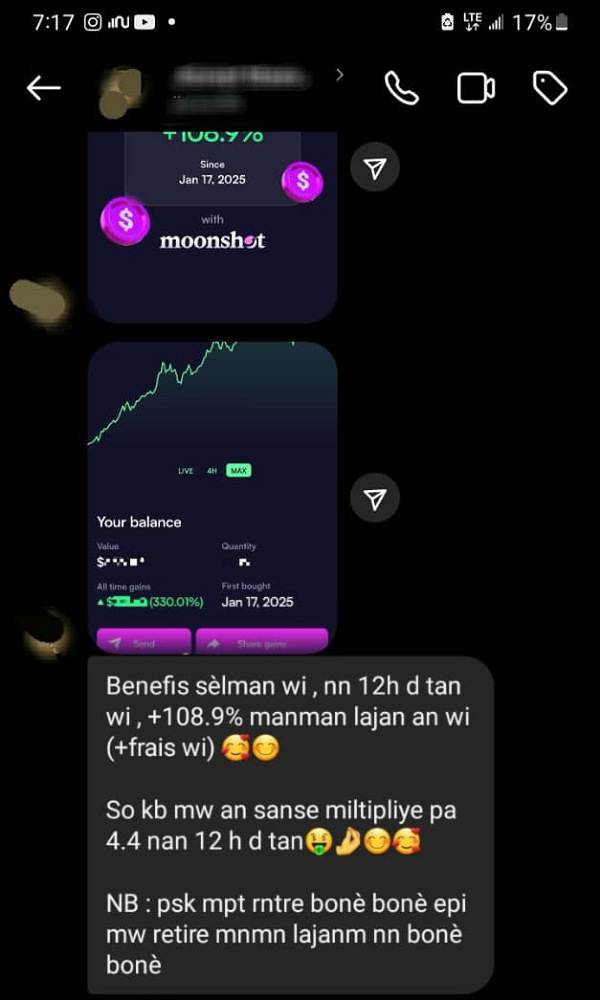 7:17
LTE
17%
+108.9%
Since
Jan 17, 2025
$
$
with
moonshot
LIVE 4H MAX
Your balance
Value Quantity
$
All time gains First bought
▲ $ (330.01%) Jan 17, 2025
Send Share gains
Benefis sèlman wi , nn 12h d tan
wi , +108.9% manman lajan an wi
(+frais wi) 🥰😊
So kb mw an sanse miltipliye pa
4.4 nan 12 h d tan🤑🤌😊🥰
NB : psk mpt rntre bonè bonè epi
mw retire mnmn lajanm nn bonè
bonè